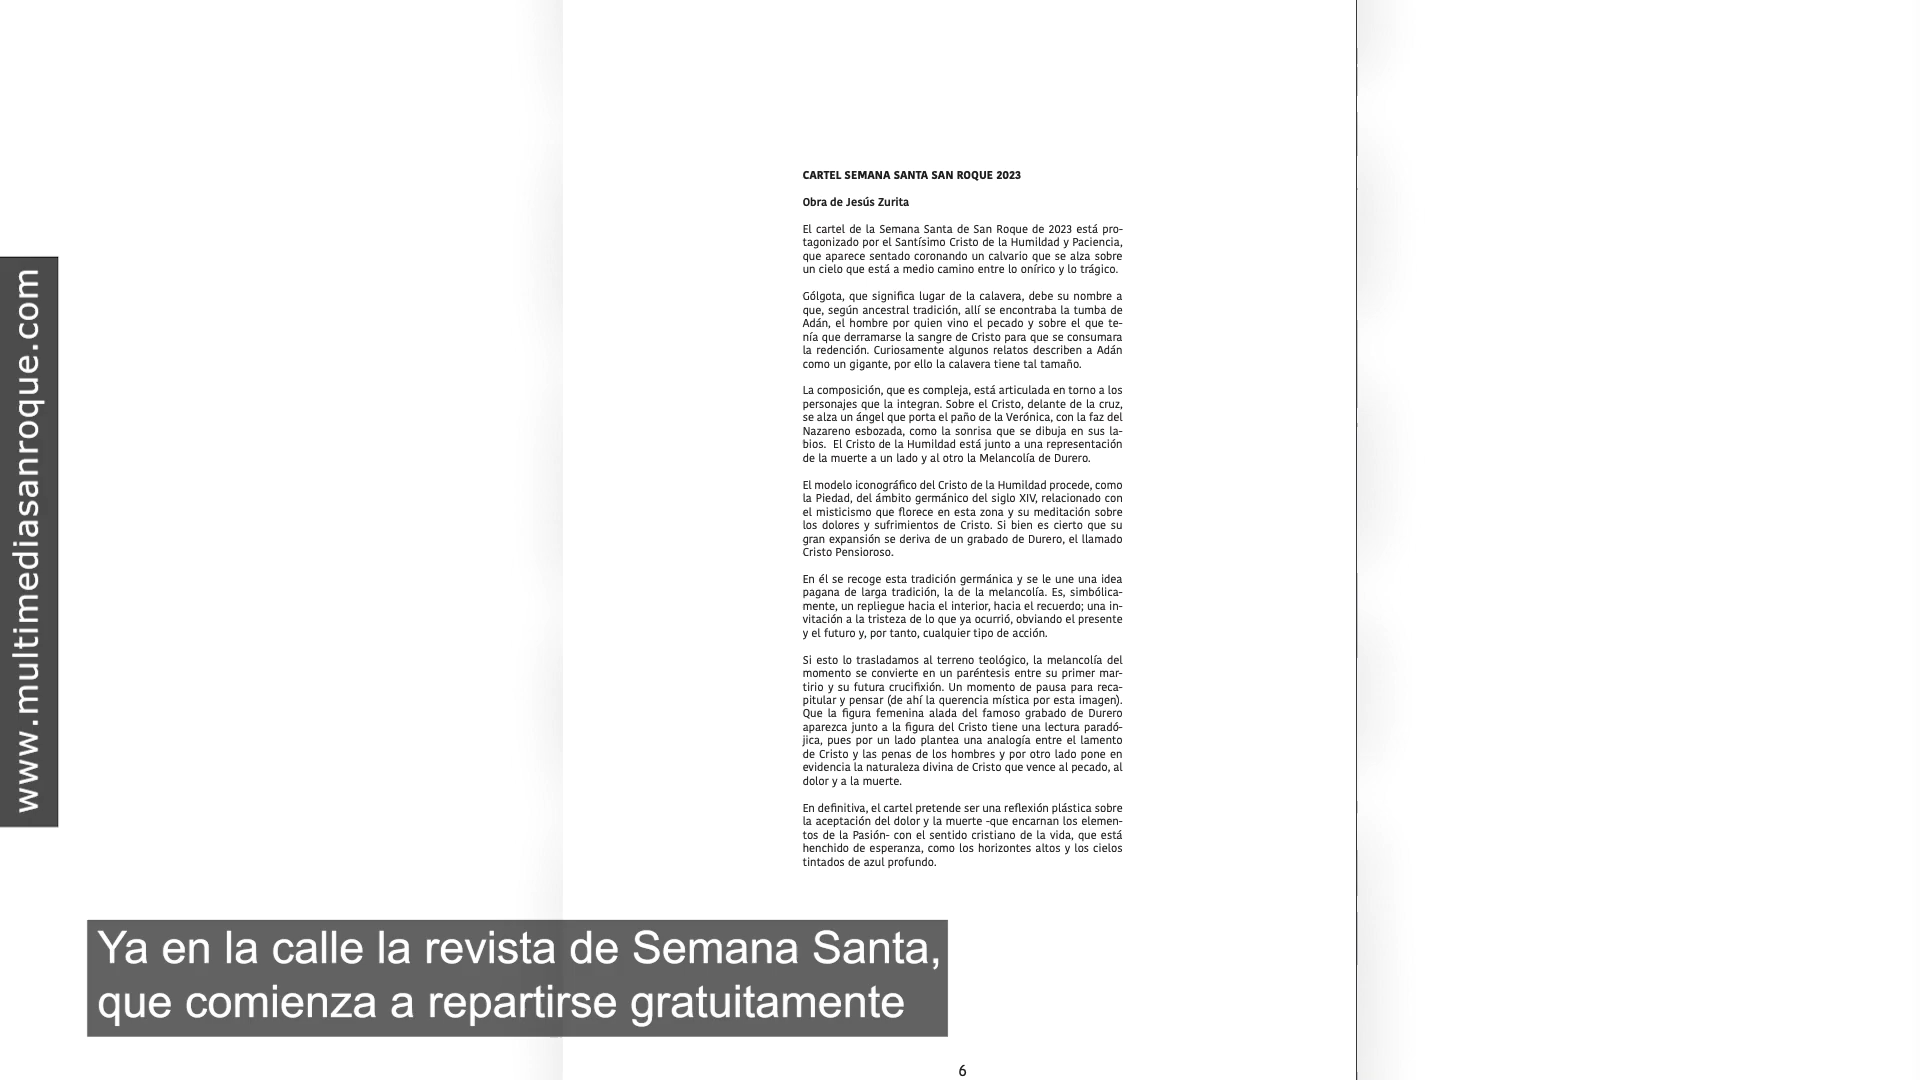 www.multimediasanroque.com
CARTEL SEMANA SANTA SAN ROQUE 2023
Obra de Jesús Zurita
El cartel de la Semana Santa de San Roque de 2023 está pro-
tagonizado por el Santísimo Cristo de la Humildad y Paciencia,
que aparece sentado coronando un calvario que se alza sobre
un cielo que está a medio camino entre lo onírico y lo trágico.
Gólgota, que significa lugar de la calavera, debe su nombre a
que, según ancestral tradición, allí se encontraba la tumba de
Adán, el hombre por quien vino el pecado y sobre el que te-
nía que derramarse la sangre de Cristo para que se consumara
la redención. Curiosamente algunos relatos describen a Adán
como un gigante, por ello la calavera tiene tal tamaño.
La composición, que es compleja, está articulada en torno a los
personajes que la integran. Sobre el Cristo, delante de la cruz,
se alza un ángel que porta el paño de la Verónica, con la faz del
Nazareno esbozada, como la sonrisa que se dibuja en sus la-
bios. El Cristo de la Humildad está junto a una representación
de la muerte a un lado y al otro la Melancolía de Durero.
El modelo iconográfico del Cristo de la Humildad procede, como
la Piedad, del ámbito germánico del siglo XIV, relacionado con
el misticismo que florece en esta zona y su meditación sobre
los dolores y sufrimientos de Cristo. Si bien es cierto que su
gran expansión se deriva de un grabado de Durero, el llamado
Cristo Pensioroso.
En él se recoge esta tradición germánica y se le une una idea
pagana de larga tradición, la de la melancolía. Es, simbólica-
mente, un repliegue hacia el interior, hacia el recuerdo; una in-
vitación a la tristeza de lo que ya ocurrió, obviando el presente
y el futuro y, por tanto, cualquier tipo de acción.
Si esto lo trasladamos al terreno teológico, la melancolía del
momento se convierte en un paréntesis entre su primer mar-
tirio y su futura crucifixión. Un momento de pausa para reca-
pitular y pensar (de ahí la querencia mística por esta imagen).
Que la figura femenina alada del famoso grabado de Durero
aparezca junto a la figura del Cristo tiene una lectura paradó-
jica, pues por un lado plantea una analogía entre el lamento
de Cristo y las penas de los hombres y por otro lado pone en
evidencia la naturaleza divina de Cristo que vence al pecado, al
dolor y a la muerte.
En definitiva, el cartel pretende ser una reflexión plástica sobre
la aceptación del dolor y la muerte -que encarnan los elemen-
tos de la Pasión- con el sentido cristiano de la vida, que está
henchido de esperanza, como los horizontes altos y los cielos
tintados de azul profundo.
Ya en la calle la revista de Semana Santa,
que comienza a repartirse gratuitamente
6